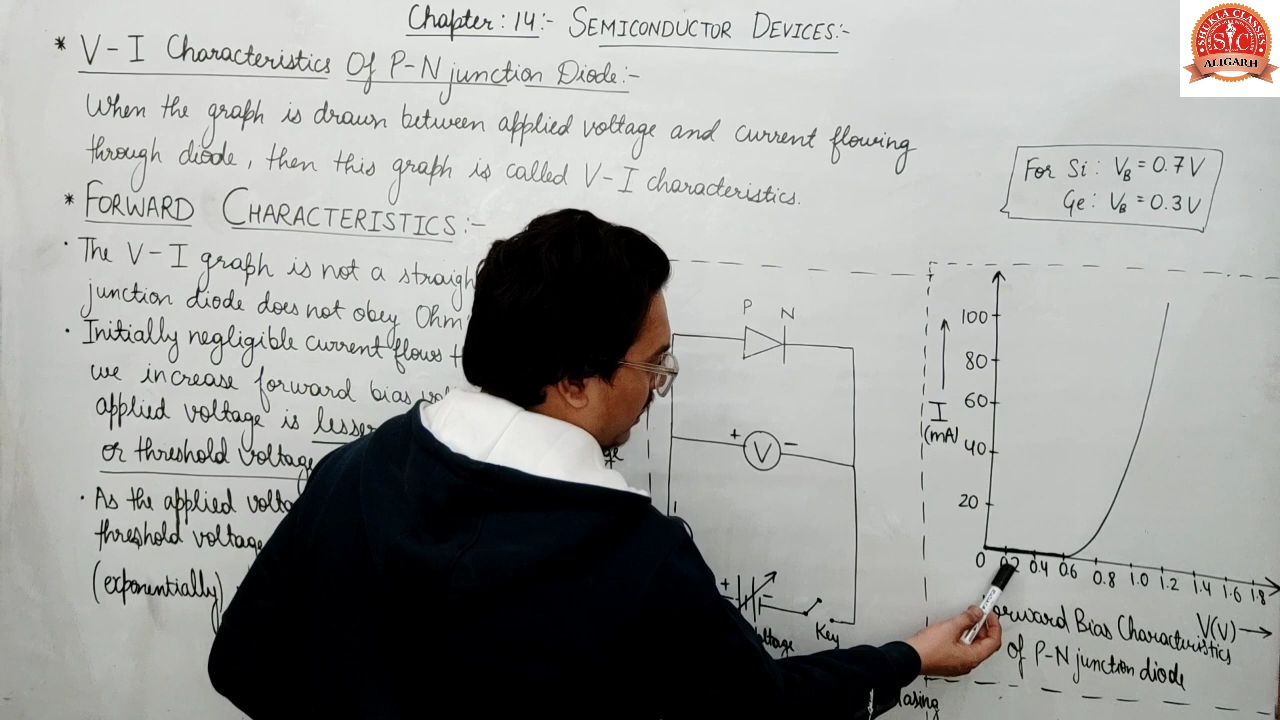 Chapter: 14:- SEMICONDUCTOR DEVICES:-
SHUKLA CLASSES
SC
ALIGARH
* V-I Characteristics Of P-N junction Diode:-
When the graph is drawn between applied voltage and current flowing
through diode, then this graph is called V-I characteristics.
For Si: VB = 0.7V
Ge: VB = 0.3V
* FORWARD CHARACTERISTICS:-
· The V-I graph is not a straigh
junction diode does not obey Ohm'
· Initially negligible current flows
we increase forward bias
applied voltage is lesser
or threshold voltage
· As the applied volta
threshold voltage
(exponentially)
P N
+ V -
+ -
Key
100
80
60
40
20
0
I
(mA)
0.2 0.4 0.6 0.8 1.0 1.2 1.4 1.6 1.8
V(V) →
orward Bias Characteristics
of P-N junction diode